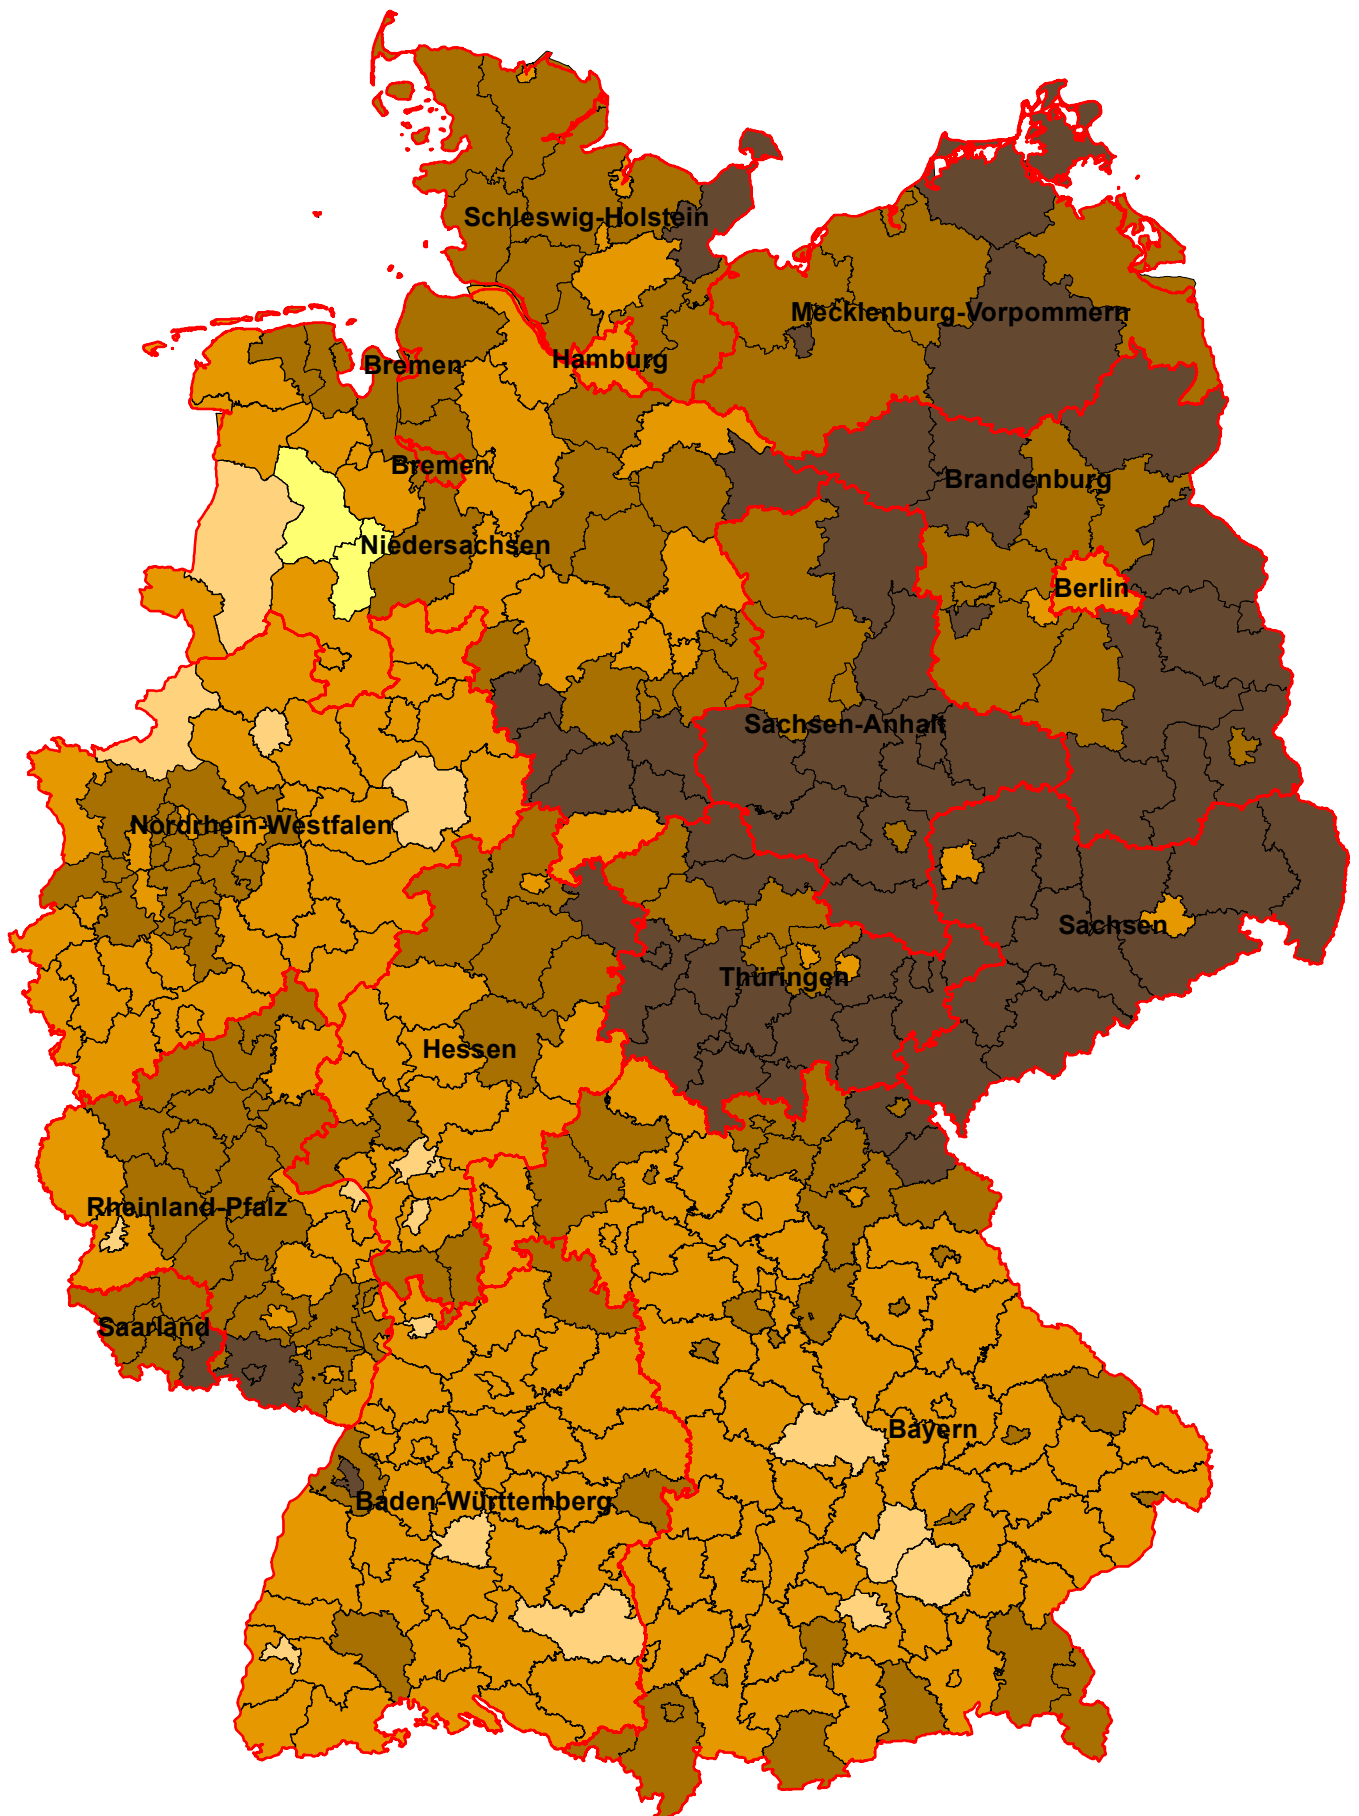 Schleswig-Holstein
Mecklenburg-Vorpommern
Hamburg
Bremen
Bremen
Brandenburg
Niedersachsen
Berlin
Sachsen-Anhalt
Nordrhein-Westfalen
Sachsen
Thüringen
Hessen
Rheinland-Pfalz
Saarland
Bayern
Baden-Württemberg